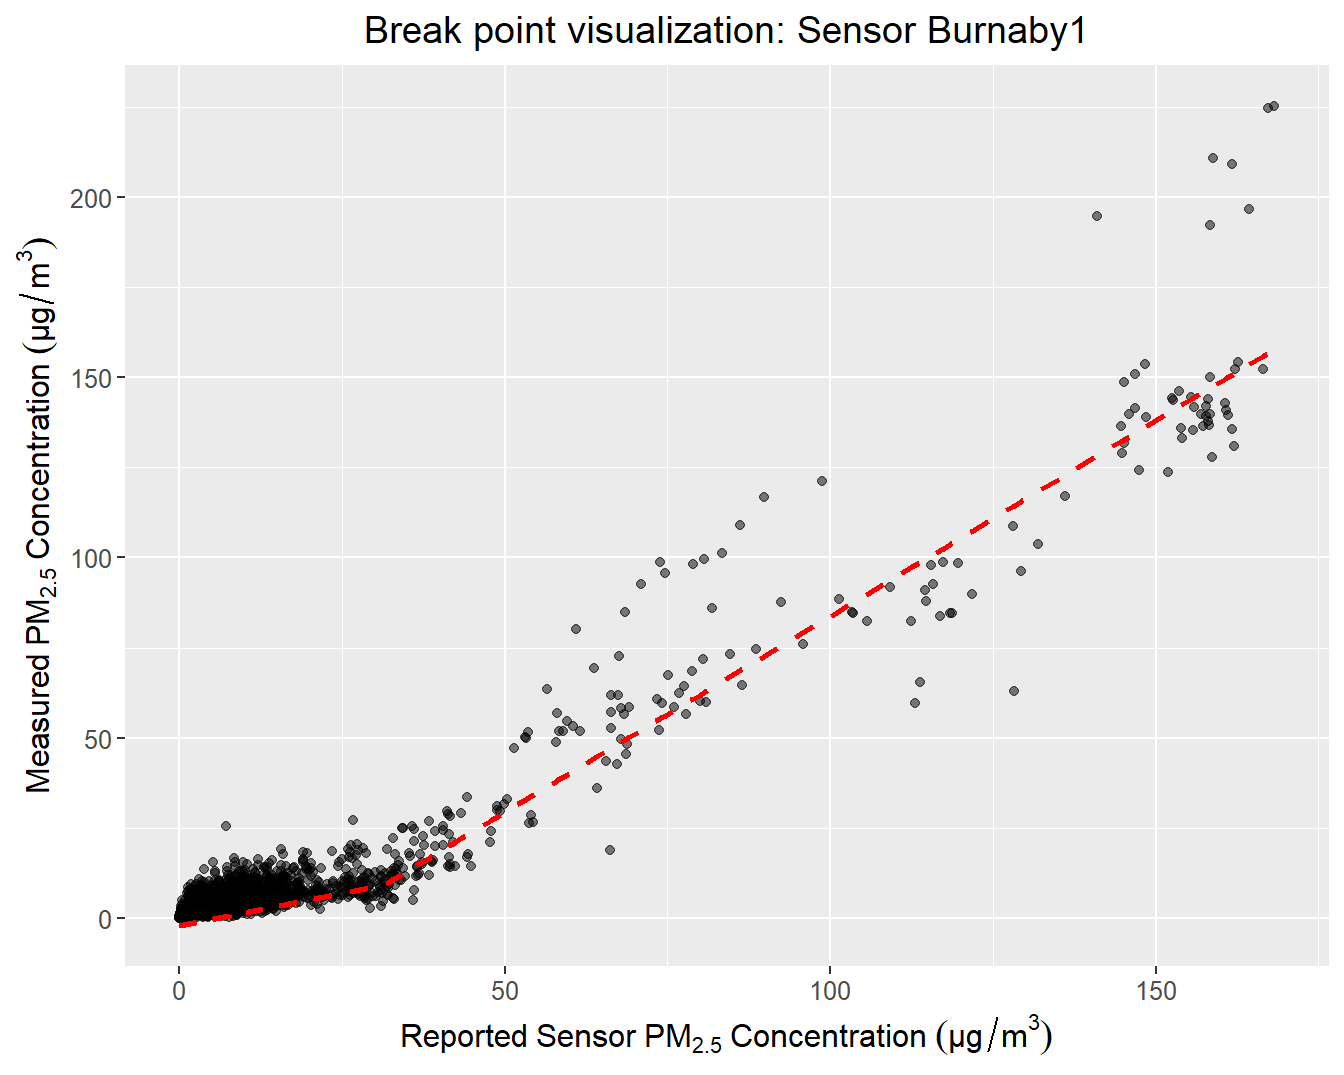 Break point visualization: Sensor Burnaby1
Measured PM2.5 Concentration (µg/m3)
200
150
100
50
0
0 50 100 150
Reported Sensor PM2.5 Concentration (µg/m3)